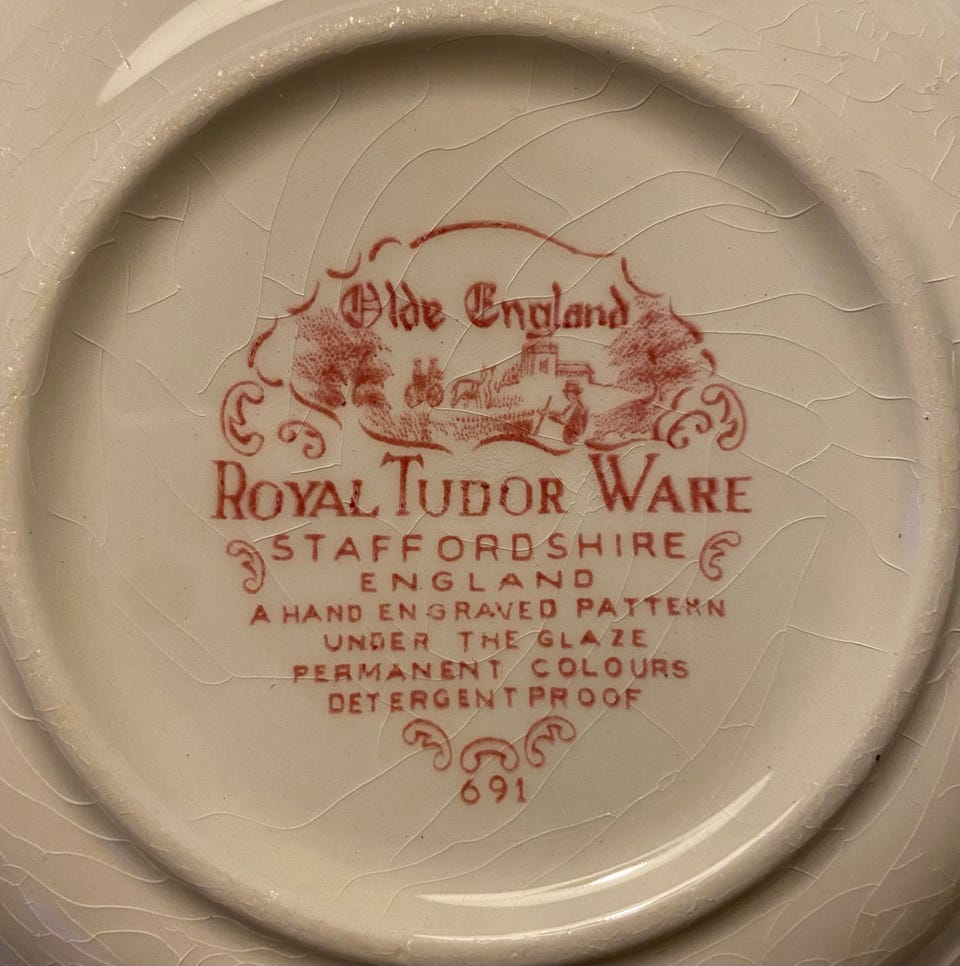 Olde England
ROYAL TUDOR WARE
STAFFORDSHIRE
ENGLAND
A HAND ENGRAVED PATTERN
UNDER THE GLAZE
PERMANENT COLOURS
DETERGENT PROOF
691